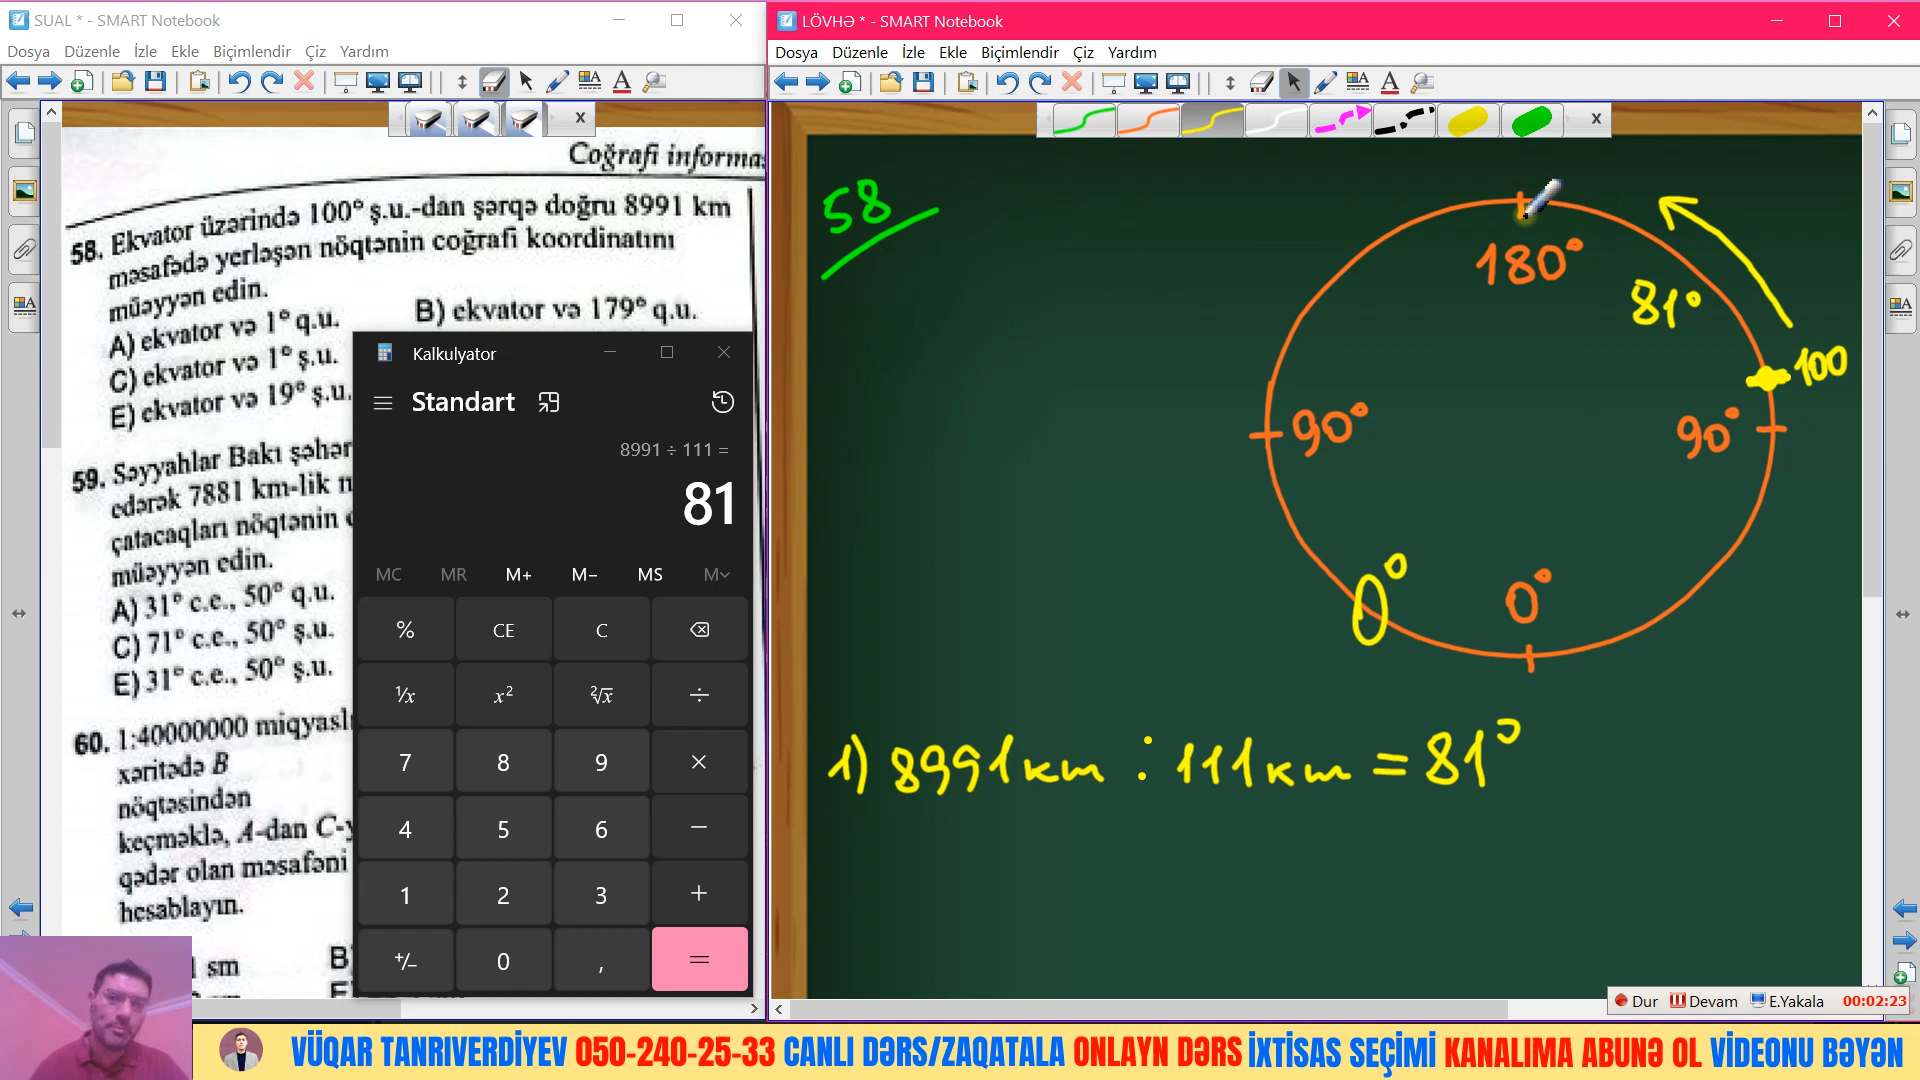 SUAL * - SMART Notebook
Dosya Düzenle İzle Ekle Biçimlendir Çiz Yardım
Coğrafi informa
58. Ekvator üzərində 100° ş.u.-dan şərqə doğru 8991 km
məsafədə yerləşən nöqtənin coğrafi koordinatını
müəyyən edin.
A) ekvator və 1° q.u.
B) ekvator və 179° q.u.
C) ekvator və 1° ş.u.
E) ekvator və 19° ş.u.
59. Səyyahlar Bakı şəhər
edərək 7881 km-lik
çatacaqları nöqtənin
müəyyən edin.
A) 31° c.e., 50° q.u.
C) 71° c.e., 50° ş.u.
E) 31° c.e., 50° ş.u.
60. 1:40000000 miqyaslı
xəritədə B
nöqtəsindən
keçməklə, A-dan C-y
qədər olan məsafəni
hesablayın.
sm
B
Kalkulyator
Standart
8991 ÷ 111 =
81
MC MR M+ M− MS M
% CE C
¹/x x² ²√x ÷
7 8 9 ×
4 5 6 −
1 2 3 +
+/− 0 , =
LÖVHƏ * - SMART Notebook
Dosya Düzenle İzle Ekle Biçimlendir Çiz Yardım
58
180°
81°
100
90°
90°
0°
0°
1) 8991km : 111km = 81°
Dur Devam E.Yakala 00:02:23
VÜQAR TANRIVERDİYEV 050-240-25-33 CANLI DƏRS/ZAQATALA ONLAYN DƏRS İXTİSAS SEÇİMİ KANALIMA ABUNƏ OL VİDEONU BƏYƏN